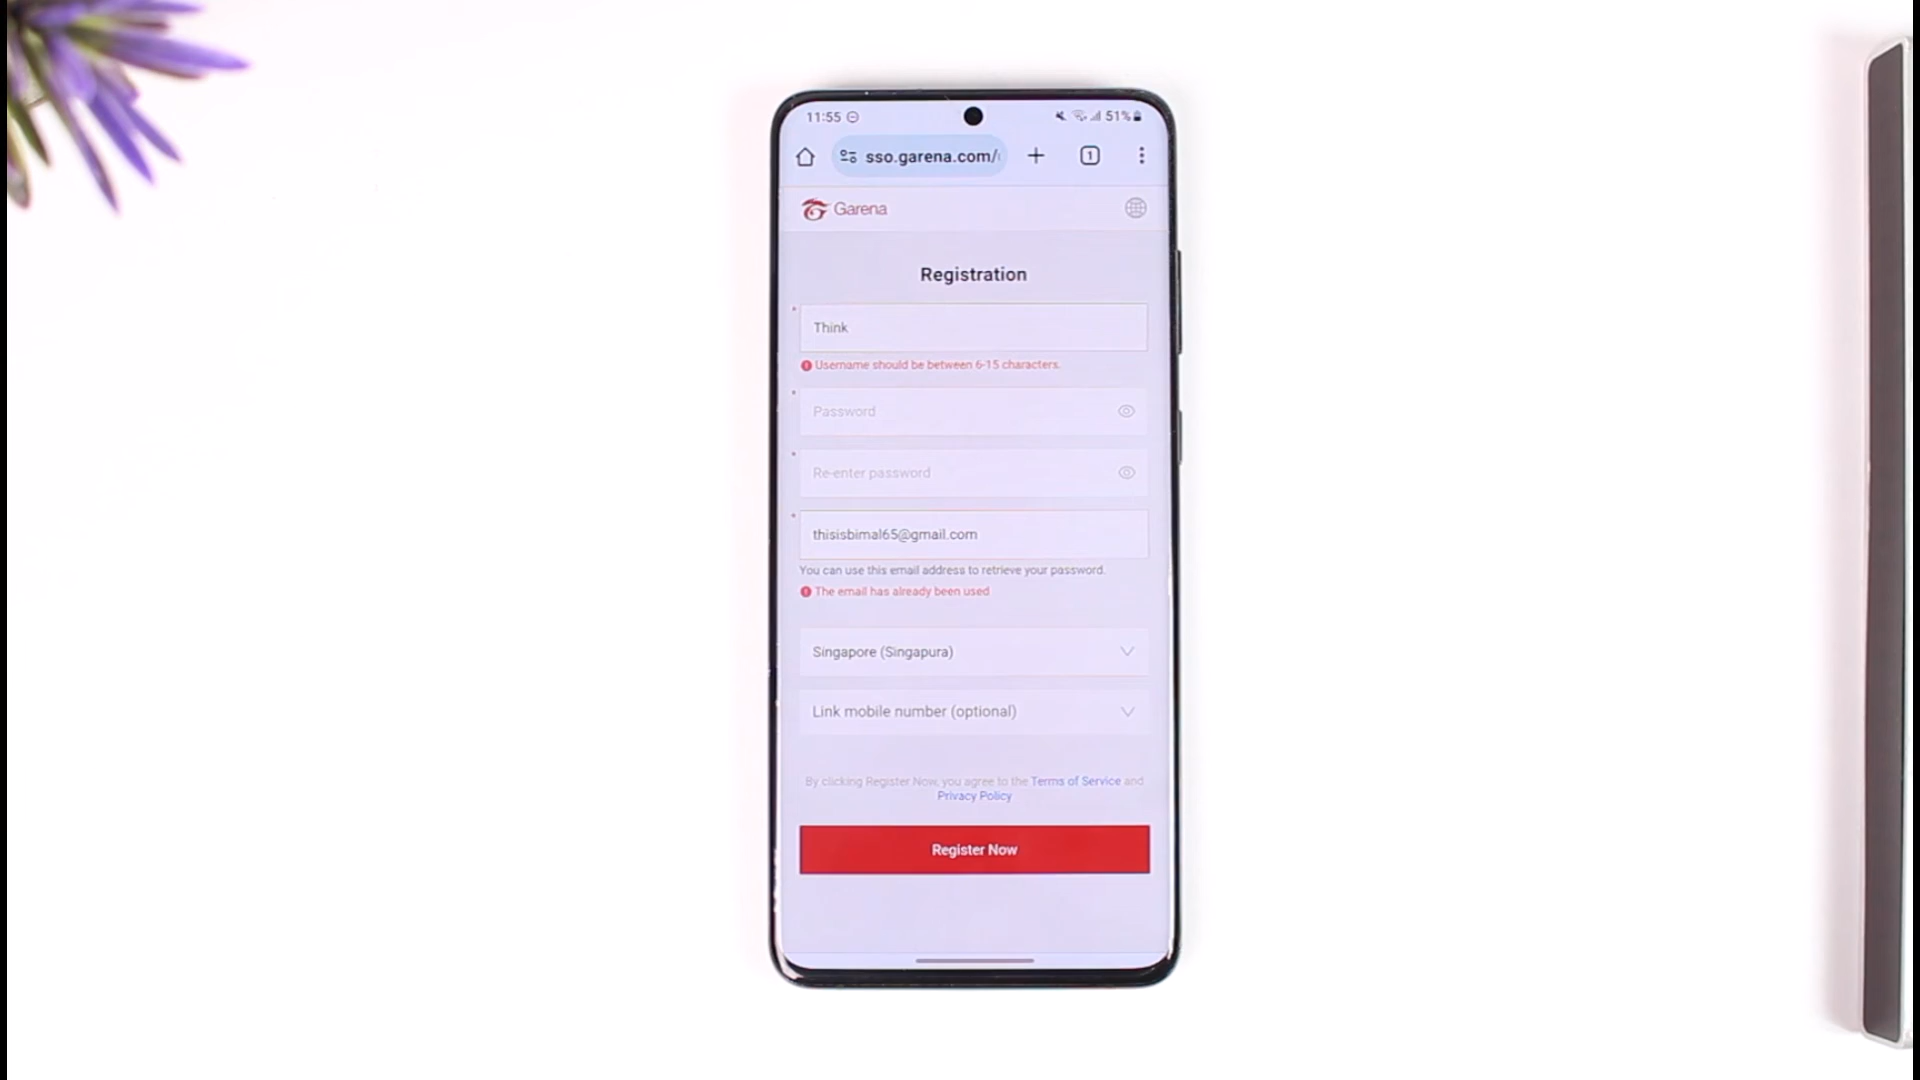 11:55
51%
sso.garena.com/
1
Garena
Registration
Think
Username should be between 6-15 characters.
Password
Re-enter password
thisisbimal65@gmail.com
You can use this email address to retrieve your password.
The email has already been used
Singapore (Singapura)
Link mobile number (optional)
By clicking Register Now, you agree to the Terms of Service and
Privacy Policy
Register Now